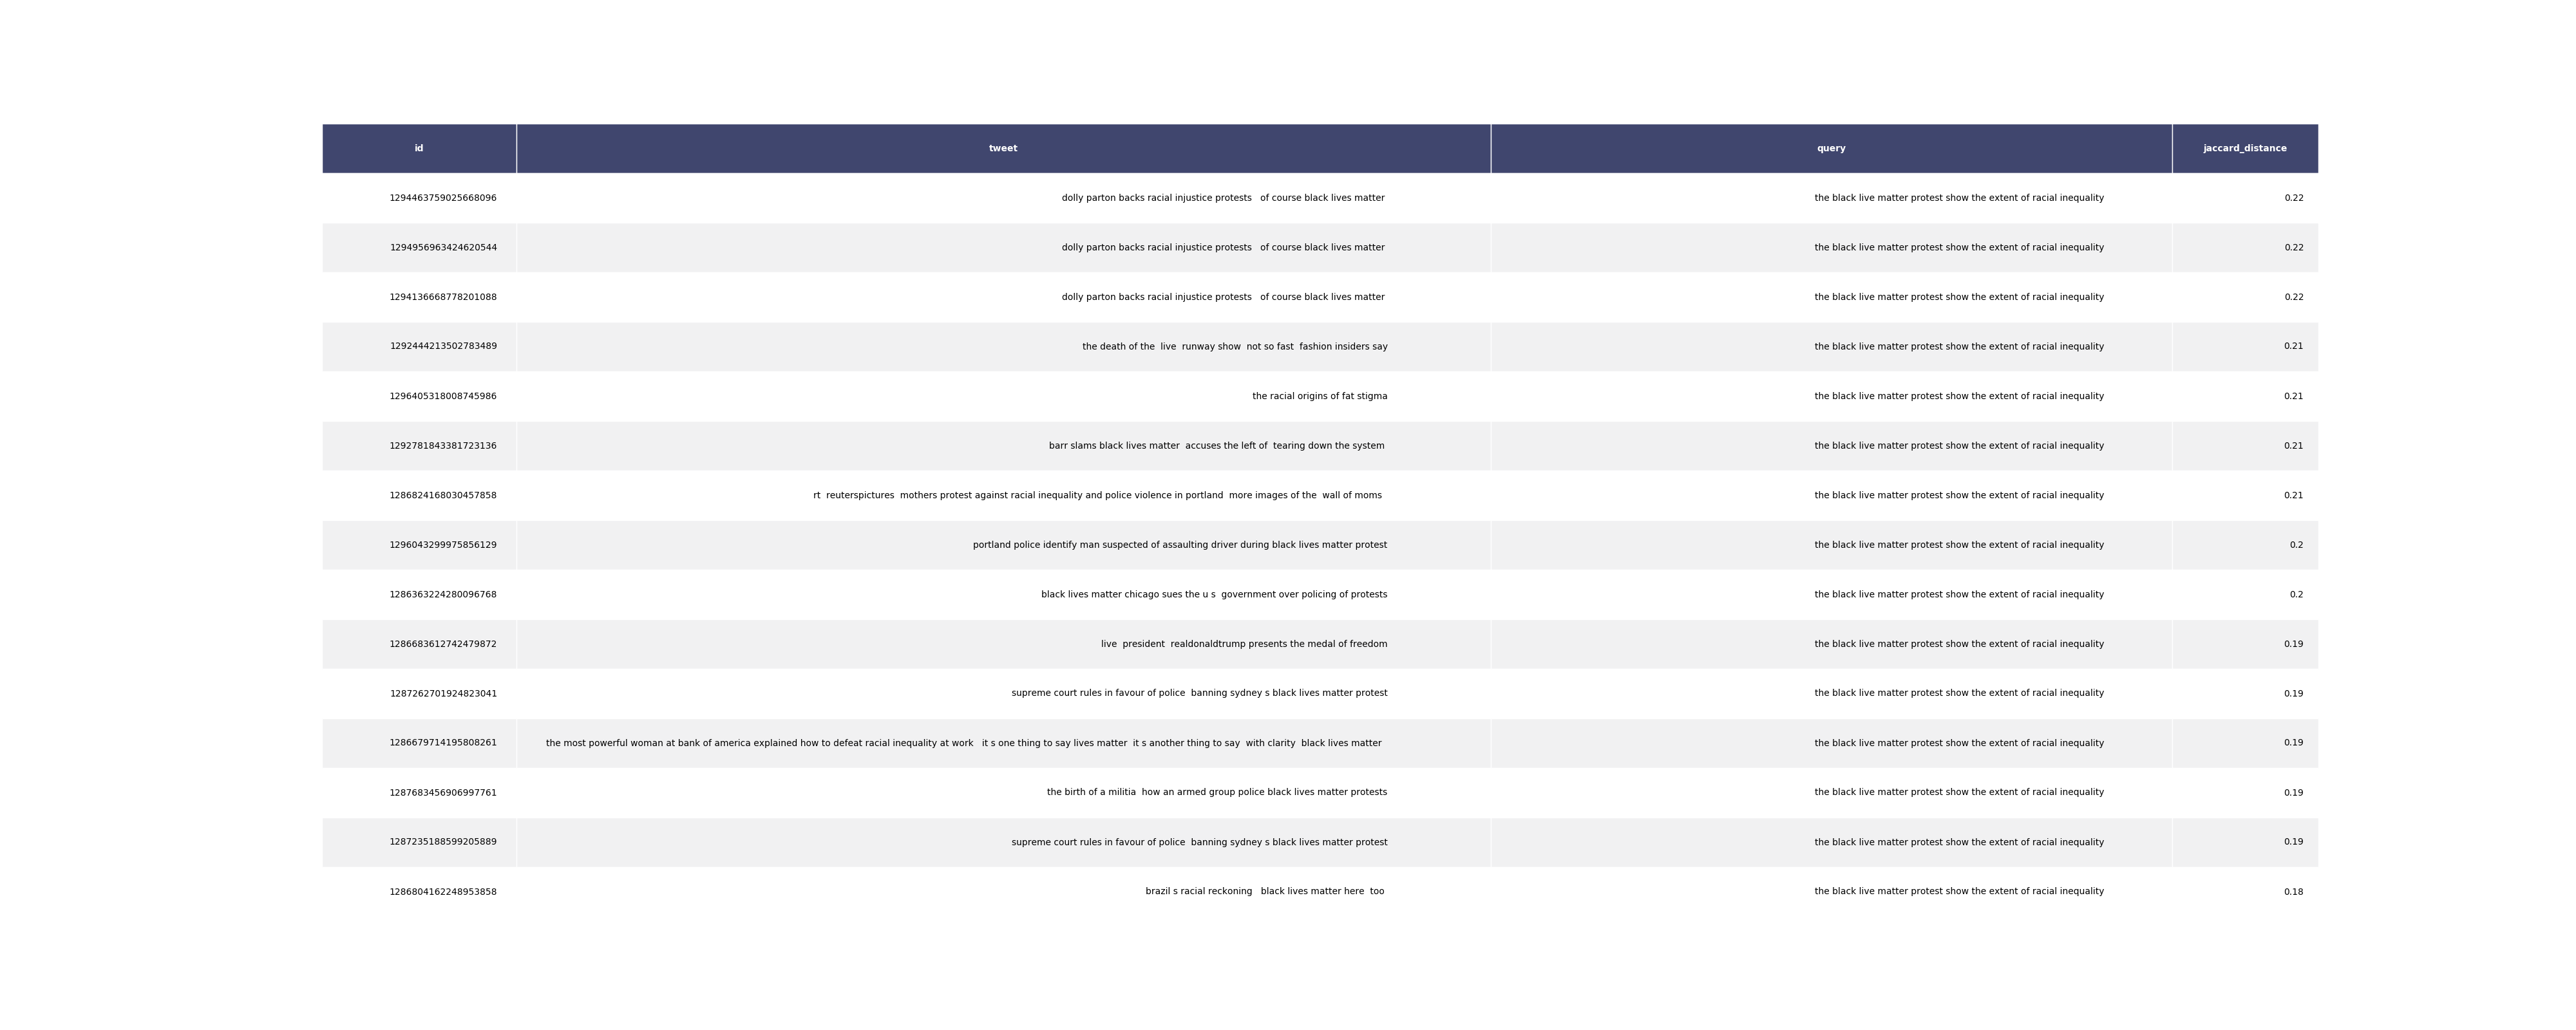 id tweet query jaccard_distance
1294463759025668096 dolly parton backs racial injustice protests   of course black lives matter the black live matter protest show the extent of racial inequality 0.22
1294956963424620544 dolly parton backs racial injustice protests   of course black lives matter the black live matter protest show the extent of racial inequality 0.22
1294136668778201088 dolly parton backs racial injustice protests   of course black lives matter the black live matter protest show the extent of racial inequality 0.22
1292444213502783489 the death of the  live  runway show  not so fast  fashion insiders say the black live matter protest show the extent of racial inequality 0.21
1296405318008745986 the racial origins of fat stigma the black live matter protest show the extent of racial inequality 0.21
1292781843381723136 barr slams black lives matter  accuses the left of  tearing down the system the black live matter protest show the extent of racial inequality 0.21
1286824168030457858 rt  reuterspictures  mothers protest against racial inequality and police violence in portland  more images of the  wall of moms the black live matter protest show the extent of racial inequality 0.21
1296043299975856129 portland police identify man suspected of assaulting driver during black lives matter protest the black live matter protest show the extent of racial inequality 0.2
1286363224280096768 black lives matter chicago sues the u s  government over policing of protests the black live matter protest show the extent of racial inequality 0.2
1286683612742479872 live  president  realdonaldtrump presents the medal of freedom the black live matter protest show the extent of racial inequality 0.19
1287262701924823041 supreme court rules in favour of police  banning sydney s black lives matter protest the black live matter protest show the extent of racial inequality 0.19
1286679714195808261 the most powerful woman at bank of america explained how to defeat racial inequality at work   it s one thing to say lives matter  it s another thing to say  with clarity  black lives matter the black live matter protest show the extent of racial inequality 0.19
1287683456906997761 the birth of a militia  how an armed group police black lives matter protests the black live matter protest show the extent of racial inequality 0.19
1287235188599205889 supreme court rules in favour of police  banning sydney s black lives matter protest the black live matter protest show the extent of racial inequality 0.19
1286804162248953858 brazil s racial reckoning   black lives matter here  too the black live matter protest show the extent of racial inequality 0.18